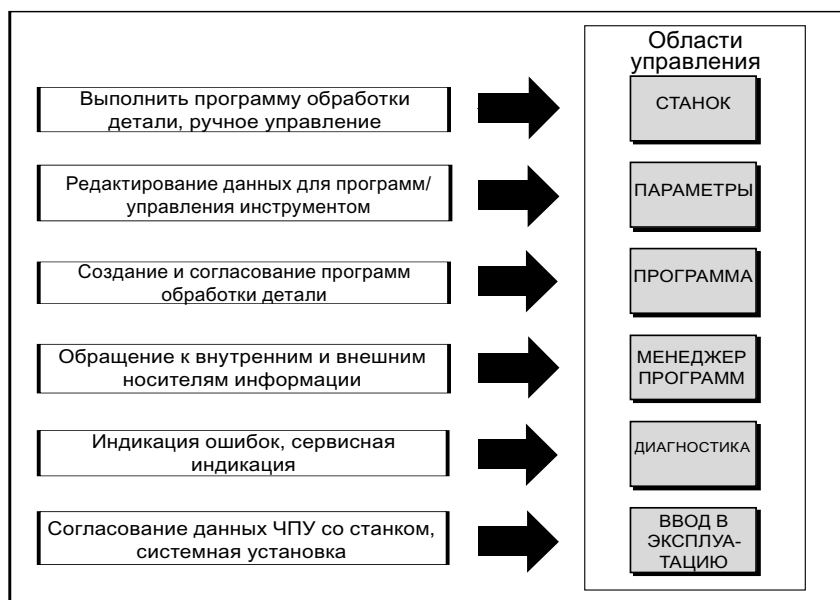 Области
управления
Выполнить программу обработки
детали, ручное управление
СТАНОК
Редактирование данных для программ/
управления инструментом
ПАРАМЕТРЫ
Создание и согласование программ
обработки детали
ПРОГРАММА
Обращение к внутренним и внешним
носителям информации
МЕНЕДЖЕР
ПРОГРАММ
Индикация ошибок, сервисная
индикация
ДИАГНОСТИКА
Согласование данных ЧПУ со станком,
системная установка
ВВОД В
ЭКСПЛУА-
ТАЦИЮ